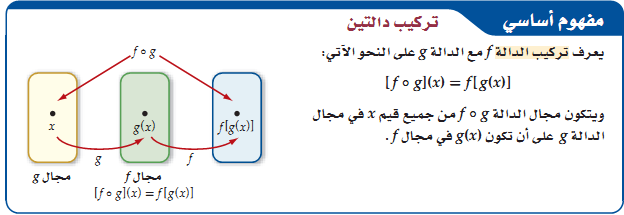 مفهوم أساسي تركيب دالتين
يعرف تركيب الدالة f مع الدالة g على النحو الآتي:
[f ∘ g](x) = f[g(x)]
ويتكون مجال الدالة f ∘ g من جميع قيم x في مجال
الدالة g على أن تكون g(x) في مجال f.
f ∘ g
x g(x) f[g(x)]
g f
مجال g مجال f
[f ∘ g](x) = f[g(x)]